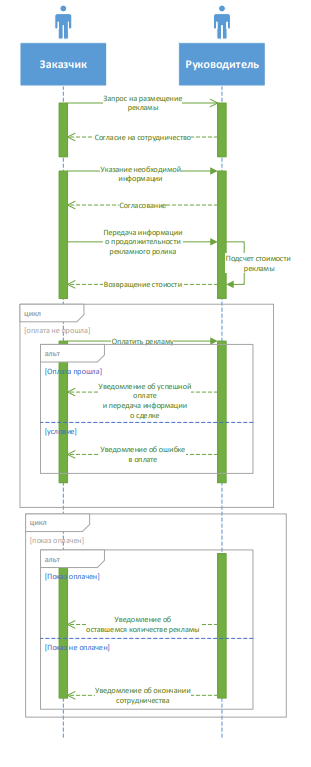 Заказчик
Руководитель
Запрос на размещение
рекламы
Согласие на сотрудничество
Указание необходимой
информации
Согласование
Передача информации
о продолжительности
рекламного ролика
Подсчет стоимости
рекламы
Возвращение стоиости
цикл
[оплата не прошла]
Оплатить рекламу
альт
[Оплата прошла]
Уведомление об успешной
оплате
и передача информации
о сделке
[условие]
Уведомление об ошибке
в оплате
цикл
[показ оплачен]
альт
[Показ оплачен]
Уведомление об
оставшемся количестве рекламы
[Показ не оплачен]
Уведомление об окончании
сотрудничества